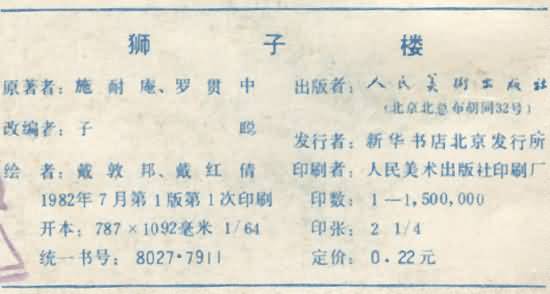 狮子楼
原著者：施耐庵、罗贯中
改编者：子聪
绘者：戴敦邦、戴红倩
1982年7月第1版第1次印刷
开本：787×1092毫米 1/64
统一书号：8027·7911
出版者：人民美術出版社
（北京北总布胡同32号）
发行者：新华书店北京发行所
印刷者：人民美术出版社印刷厂
印数：1—1,500,000
印张：2 1/4
定价：0.22元